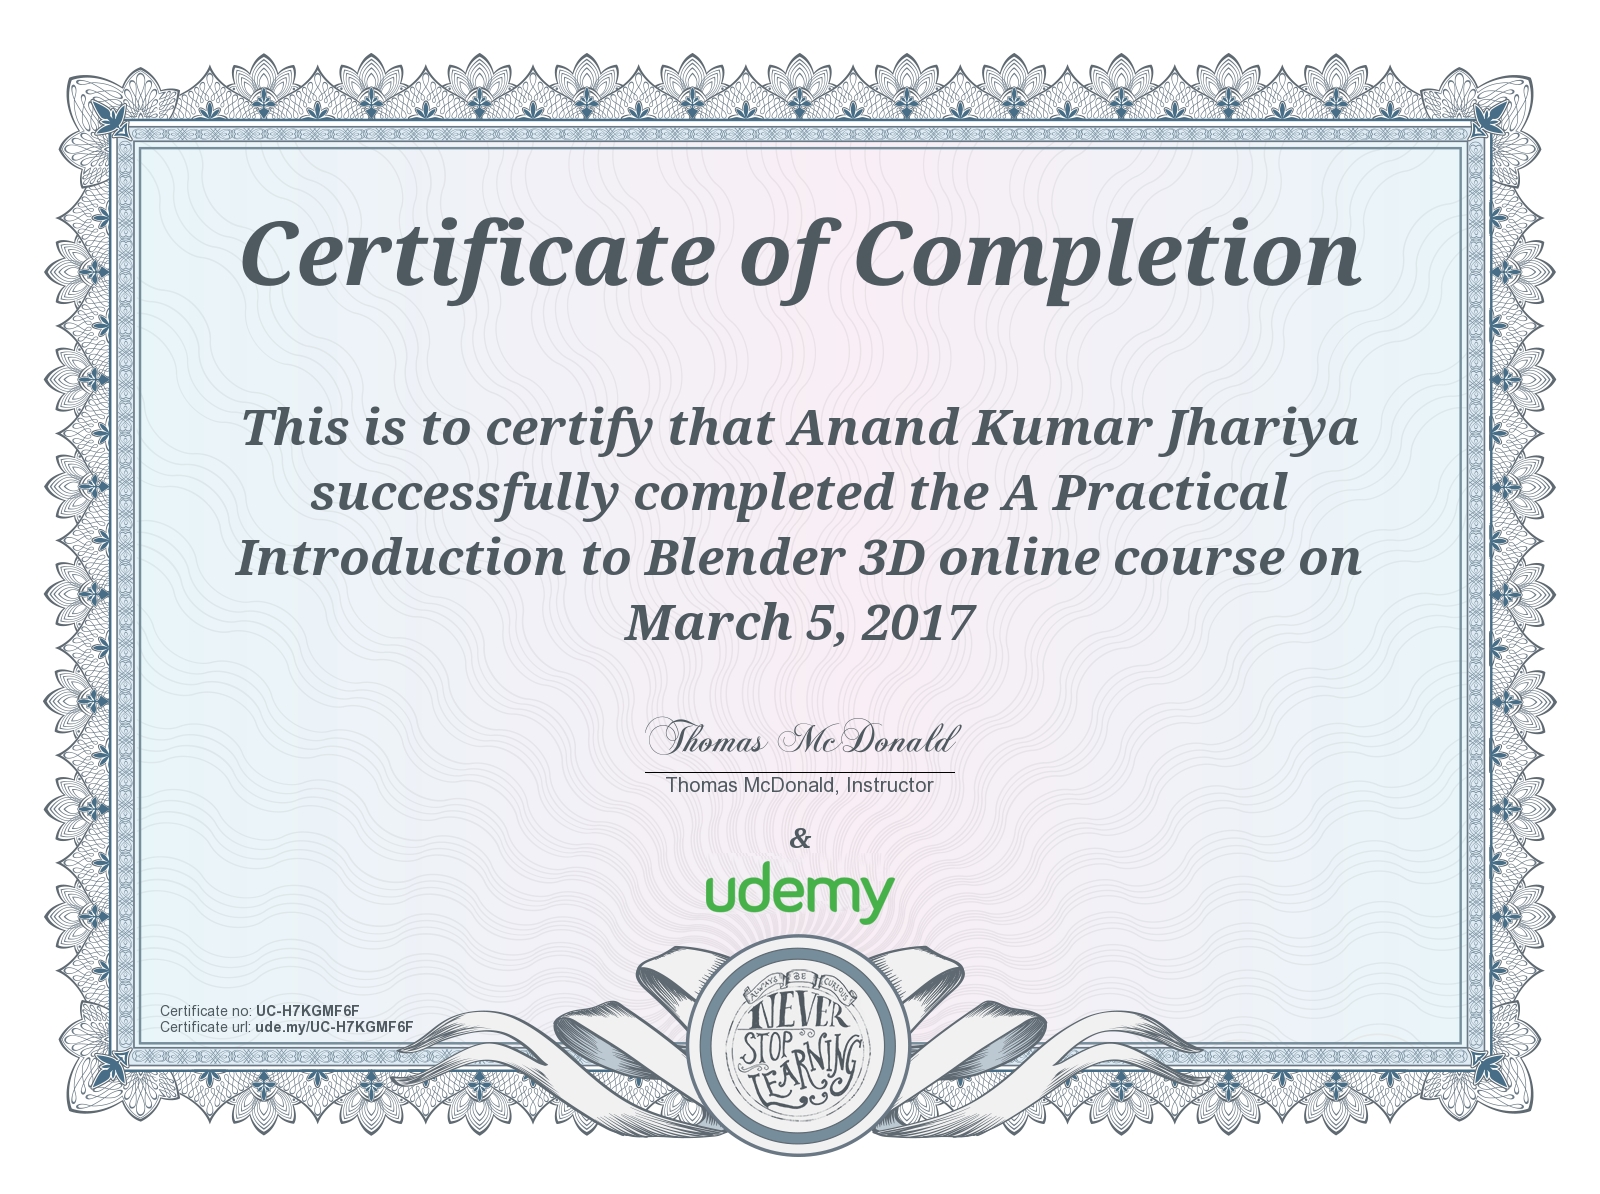 Certificate of Completion
This is to certify that Anand Kumar Jhariya
successfully completed the A Practical
Introduction to Blender 3D online course on
March 5, 2017
Thomas McDonald
Thomas McDonald, Instructor
&
udemy
Certificate no: UC-H7KGMF6F
Certificate url: ude.my/UC-H7KGMF6F
ALWAYS BE CURIOUS
NEVER
STOP
LEARNING